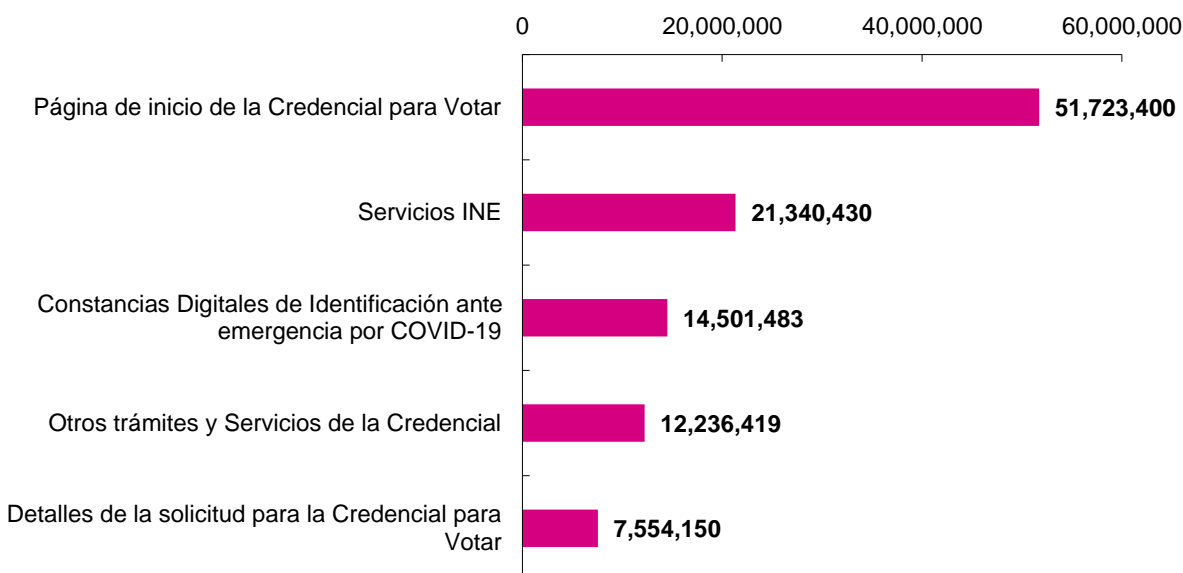 0 20,000,000 40,000,000 60,000,000
Página de inicio de la Credencial para Votar 51,723,400
Servicios INE 21,340,430
Constancias Digitales de Identificación ante
emergencia por COVID-19 14,501,483
Otros trámites y Servicios de la Credencial 12,236,419
Detalles de la solicitud para la Credencial para
Votar 7,554,150